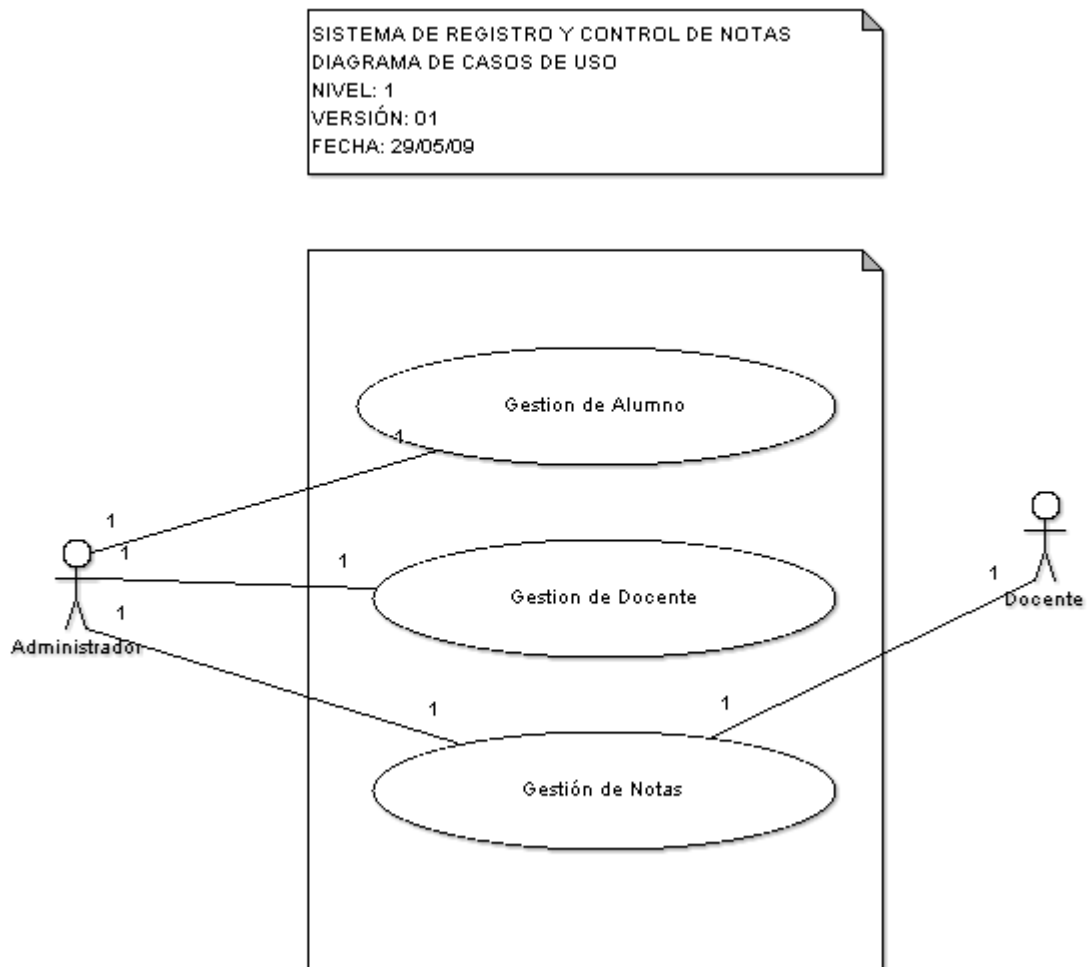 SISTEMA DE REGISTRO Y CONTROL DE NOTAS
DIAGRAMA DE CASOS DE USO
NIVEL: 1
VERSIÓN: 01
FECHA: 29/05/09
Gestion de Alumno
1
1
1
1
Gestion de Docente
1
Administrador
1
Docente
1
1
Gestión de Notas